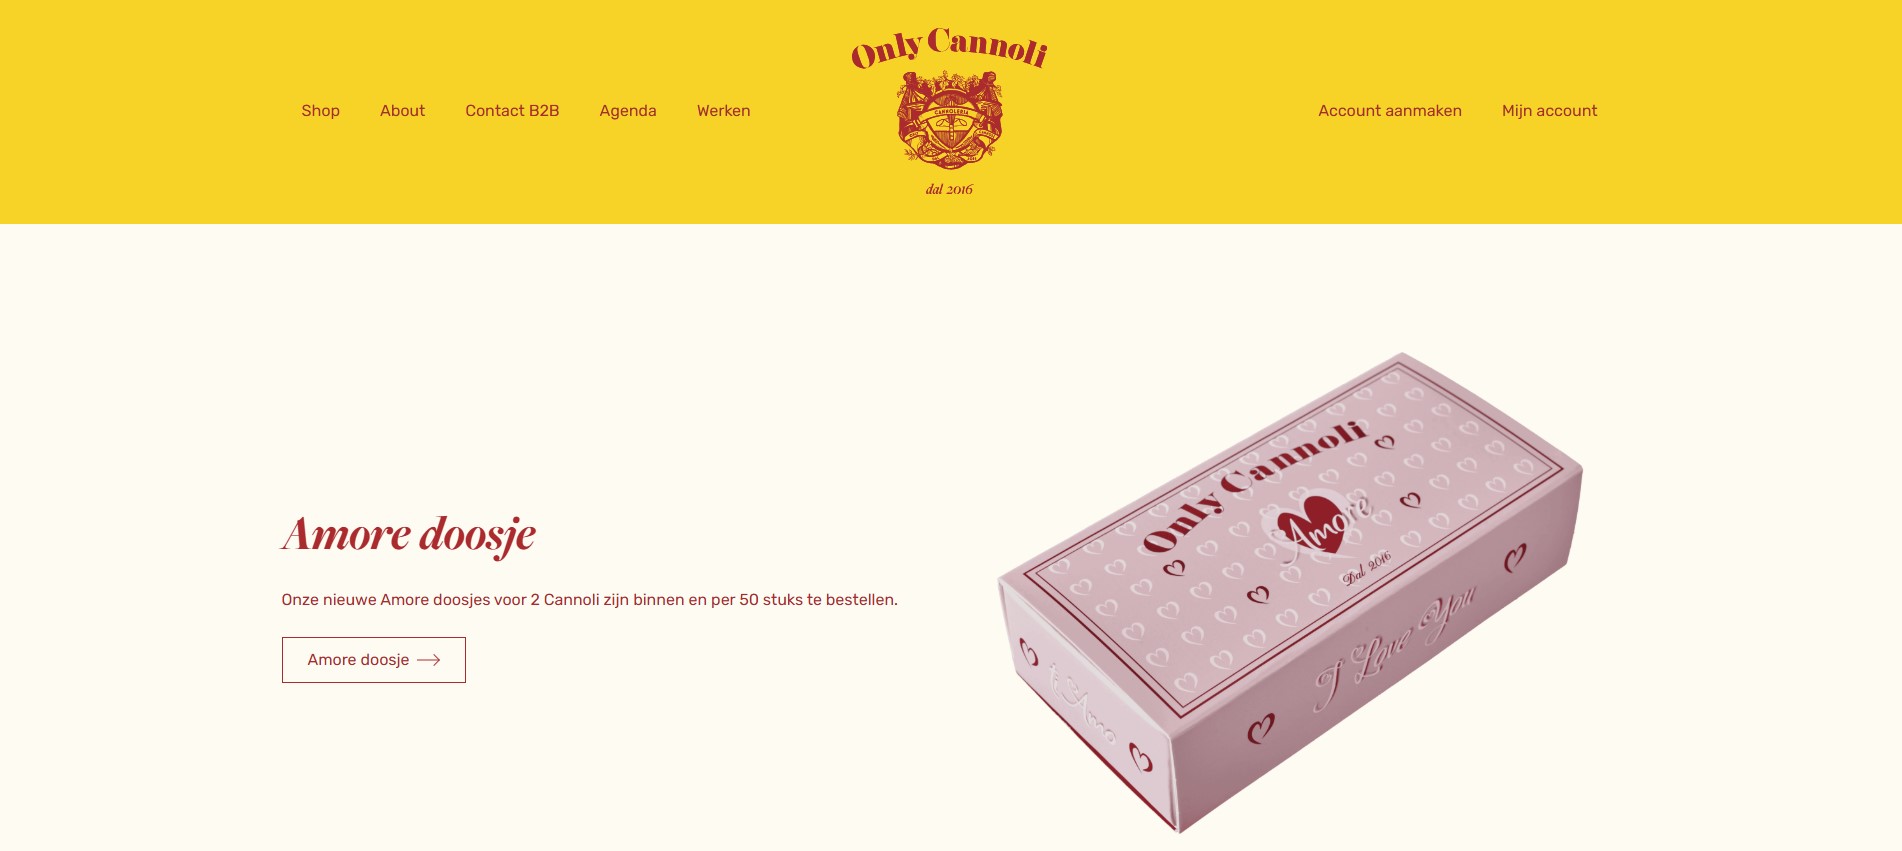 Only Cannoli
CANNOLERIA
dal 2016
Shop
About
Contact B2B
Agenda
Werken
Account aanmaken
Mijn account
Amore doosje
Onze nieuwe Amore doosjes voor 2 Cannoli zijn binnen en per 50 stuks te bestellen.
Amore doosje
Only Cannoli
Amore
Dal 2016
I Love You
ti Amo